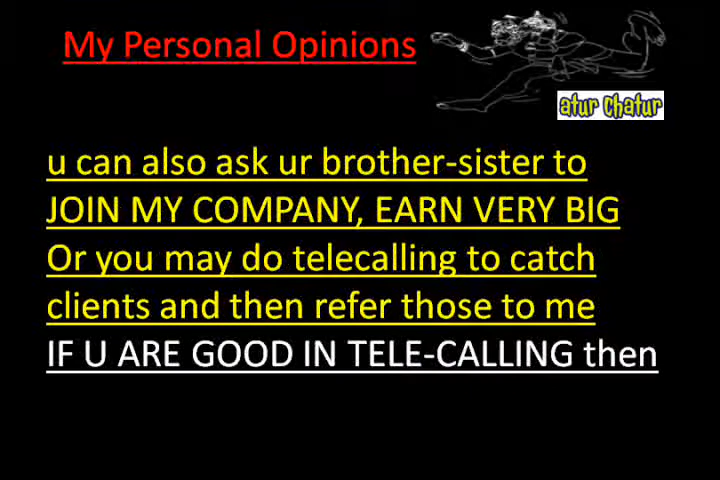 My Personal Opinions
atur Chatur
u can also ask ur brother-sister to
JOIN MY COMPANY, EARN VERY BIG
Or you may do telecalling to catch
clients and then refer those to me
IF U ARE GOOD IN TELE-CALLING then